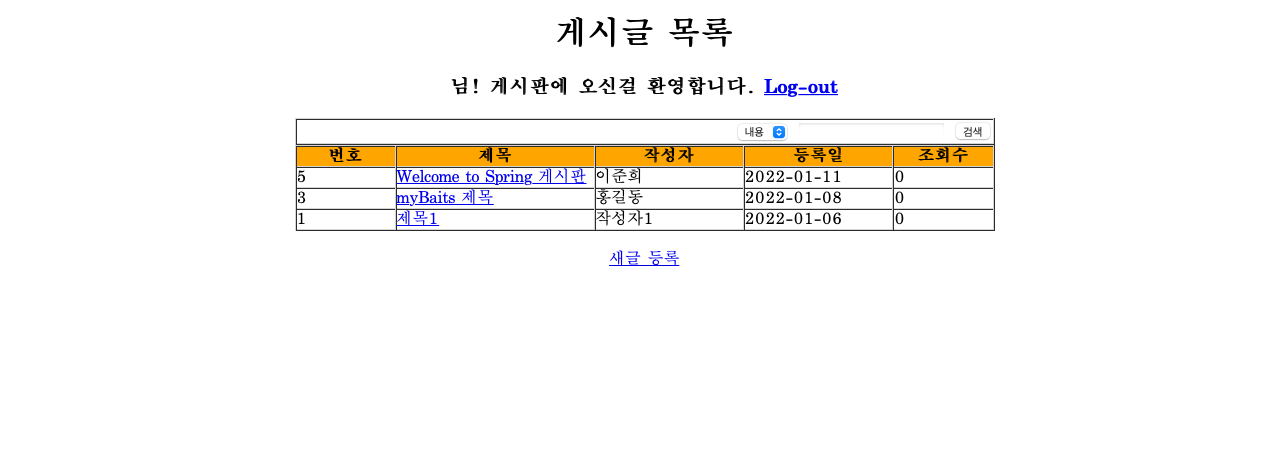 게시글 목록
님! 게시판에 오신걸 환영합니다. Log-out
내용 검색
번호 제목 작성자 등록일 조회수
5 Welcome to Spring 게시판 이준희 2022-01-11 0
3 myBaits 제목 홍길동 2022-01-08 0
1 제목1 작성자1 2022-01-06 0
새글 등록